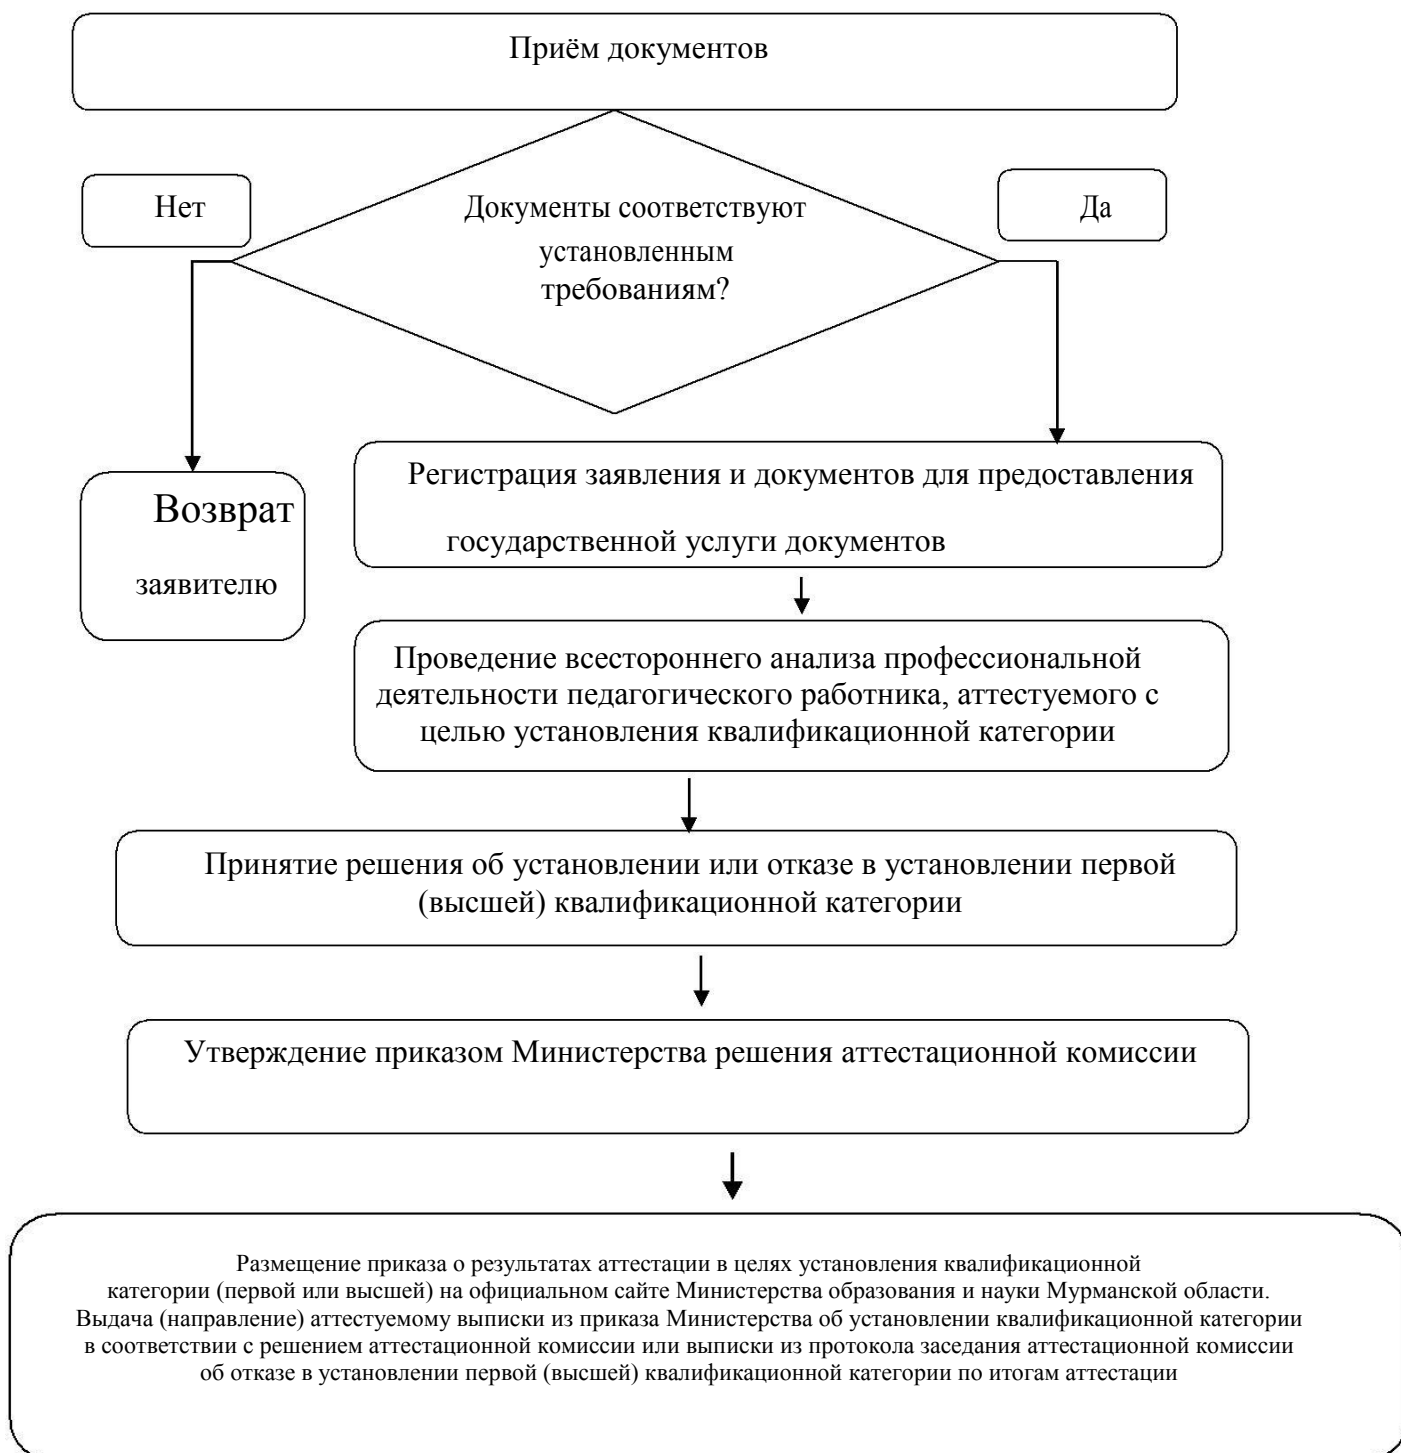 Приём документов
Нет
Документы соответствуют
установленным
требованиям?
Да
Регистрация заявления и документов для предоставления
государственной услуги документов
Возврат
заявителю
Проведение всестороннего анализа профессиональной
деятельности педагогического работника, аттестуемого с
целью установления квалификационной категории
Принятие решения об установлении или отказе в установлении первой
(высшей) квалификационной категории
Утверждение приказом Министерства решения аттестационной комиссии
Размещение приказа о результатах аттестации в целях установления квалификационной
категории (первой или высшей) на официальном сайте Министерства образования и науки Мурманской области.
Выдача (направление) аттестуемому выписки из приказа Министерства об установлении квалификационной категории
в соответствии с решением аттестационной комиссии или выписки из протокола заседания аттестационной комиссии
об отказе в установлении первой (высшей) квалификационной категории по итогам аттестации